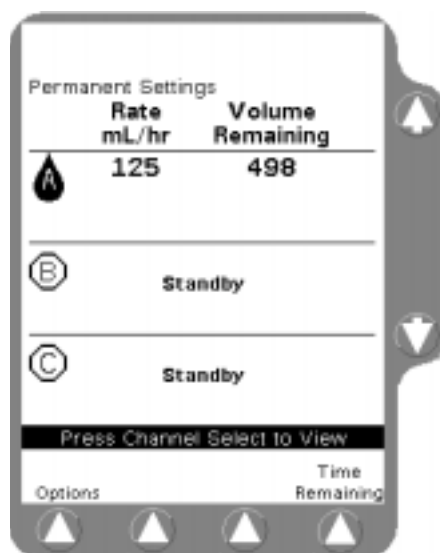 Permanent Settings
Rate Volume
mL/hr Remaining
A 125 498
B Standby
C Standby
Press Channel Select to View
Time
Options Remaining